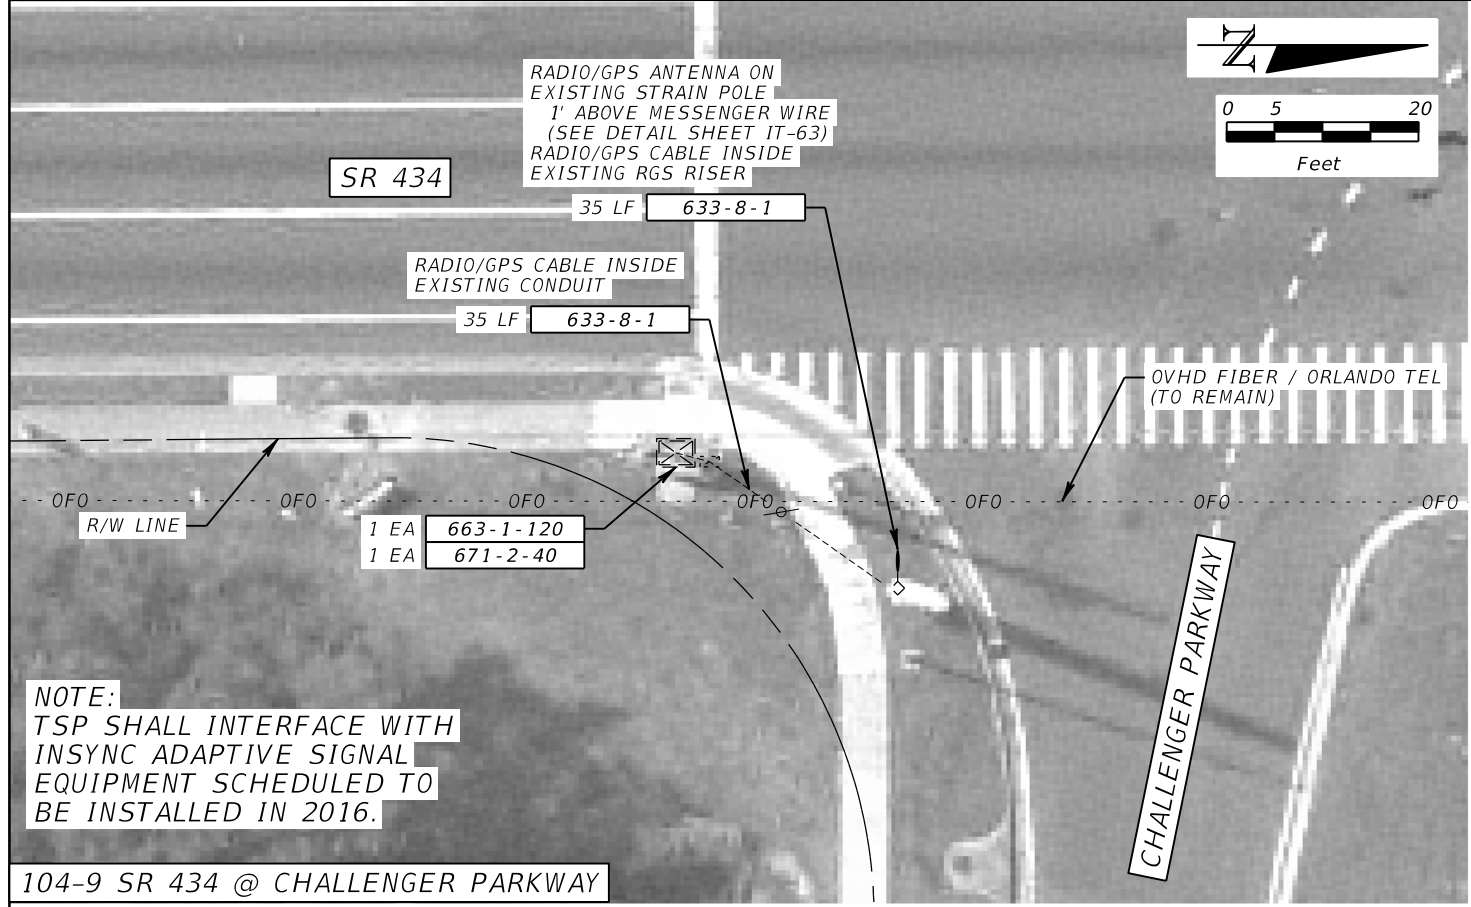 RADIO/GPS ANTENNA ON
EXISTING STRAIN POLE
1' ABOVE MESSENGER WIRE
(SEE DETAIL SHEET IT-63)
RADIO/GPS CABLE INSIDE
EXISTING RGS RISER
35 LF 633-8-1
N
0 5 20
Feet
SR 434
RADIO/GPS CABLE INSIDE
EXISTING CONDUIT
35 LF 633-8-1
OVHD FIBER / ORLANDO TEL
(TO REMAIN)
OFO OFO OFO OFO OFO OFO OFO
R/W LINE
1 EA 663-1-120
1 EA 671-2-40
CHALLENGER PARKWAY
NOTE:
TSP SHALL INTERFACE WITH
INSYNC ADAPTIVE SIGNAL
EQUIPMENT SCHEDULED TO
BE INSTALLED IN 2016.
104-9 SR 434 @ CHALLENGER PARKWAY